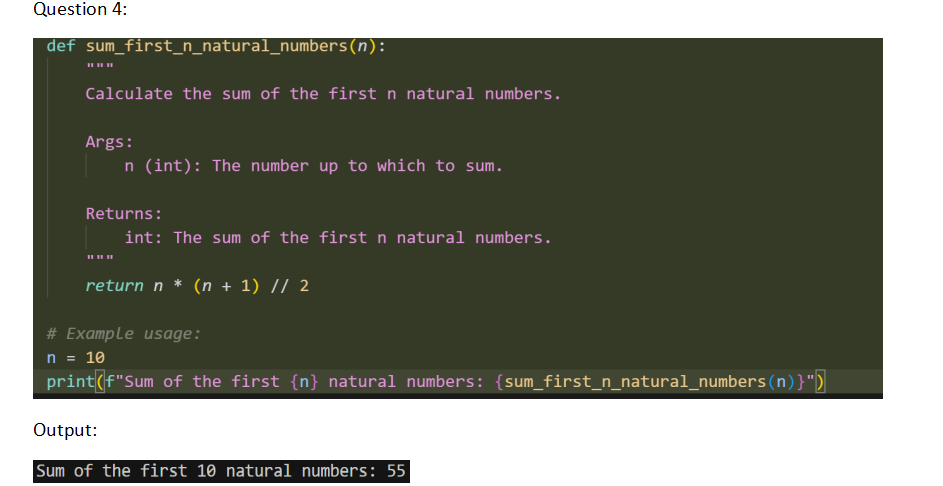 Question 4:
def sum_first_n_natural_numbers(n):
"""
Calculate the sum of the first n natural numbers.
Args:
n (int): The number up to which to sum.
Returns:
int: The sum of the first n natural numbers.
"""
return n * (n + 1) // 2
# Example usage:
n = 10
print(f"Sum of the first {n} natural numbers: {sum_first_n_natural_numbers(n)}")
Output:
Sum of the first 10 natural numbers: 55